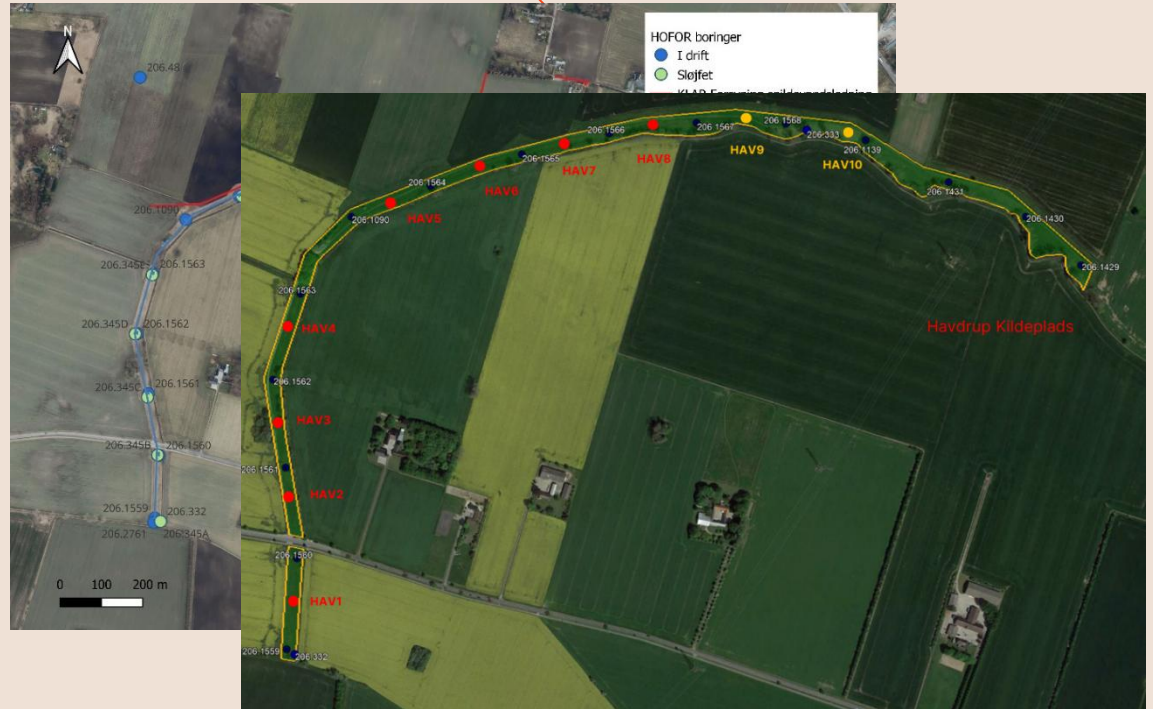 N
HOFOR boringer
I drift
Sløjfet
206.48
206.1090
206.345E
206.1563
206.345D
206.1562
206.345C
206.1561
206.345B
206.1560
206.1559
206.332
206.2761
206.345A
0 100 200 m
206.1568
206.1567
206.333
206.1566
206.1139
HAV9
HAV10
HAV8
206.1565
HAV7
206.1564
HAV6
206.1431
206.1090
HAV5
206.1430
206.1429
206.1563
HAV4
Havdrup Kildeplads
206.1562
HAV3
206.1561
HAV2
206.1560
HAV1
206.1559
206.332